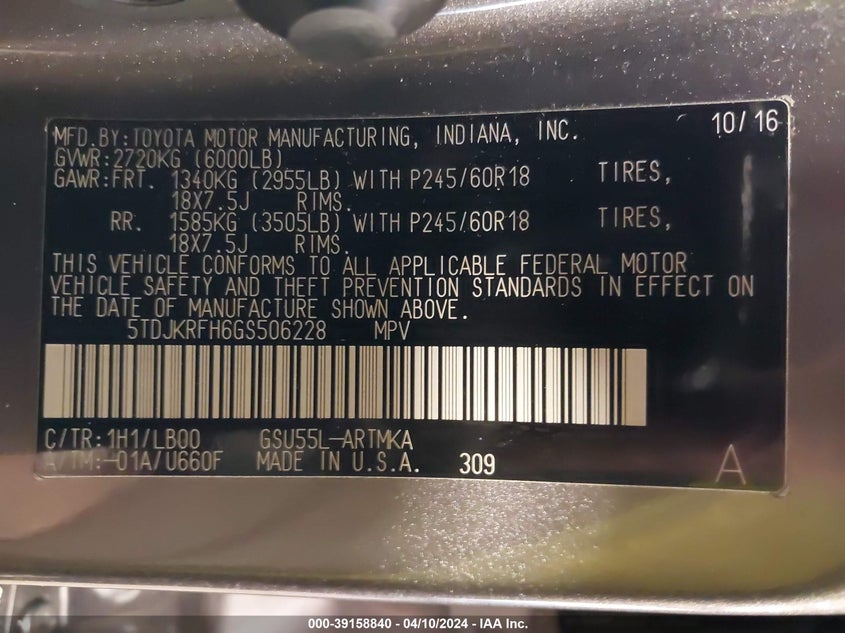 MFD.BY:TOYOTA MOTOR MANUFACTURING, INDIANA, INC. 10/16
GVWR:2720KG (6000LB)
GAWR:FRT. 1340KG (2955LB) WITH P245/60R18 TIRES,
18X7.5J RIMS.
RR. 1585KG (3505LB) WITH P245/60R18 TIRES,
18X7.5J RIMS.
THIS VEHICLE CONFORMS TO ALL APPLICABLE FEDERAL MOTOR
VEHICLE SAFETY AND THEFT PREVENTION STANDARDS IN EFFECT ON
THE DATE OF MANUFACTURE SHOWN ABOVE.
5TDJKRFH6GS506228 MPV
C/TR:1H1/LB00 GSU55L-ARTMKA
A/TM:-01A/U660F MADE IN U.S.A. 309 A
000-39158840 - 04/10/2024 - IAA Inc.